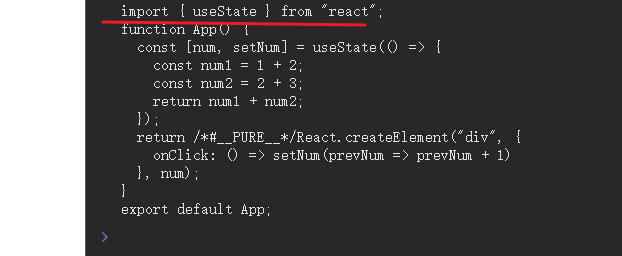 import { useState } from "react";
function App() {
const [num, setNum] = useState(() => {
const num1 = 1 + 2;
const num2 = 2 + 3;
return num1 + num2;
});
return /*#__PURE__*/React.createElement("div", {
onClick: () => setNum(prevNum => prevNum + 1)
}, num);
}
export default App;
>